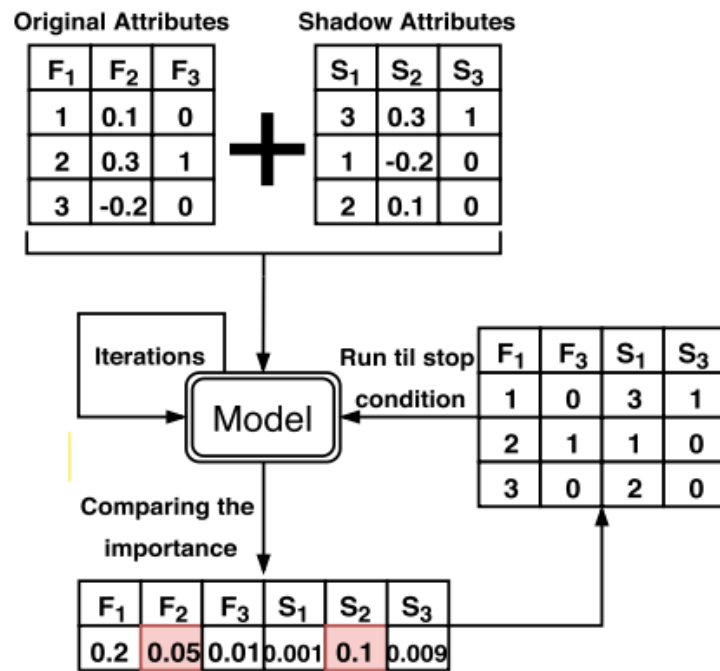 Original Attributes Shadow Attributes
F1 F2 F3 S1 S2 S3
1 0.1 0 3 0.3 1
2 0.3 1 1 -0.2 0
3 -0.2 0 2 0.1 0
Iterations
Model
Run til stop
condition
F1 F3 S1 S3
1 0 3 1
2 1 1 0
3 0 2 0
Comparing the
importance
F1 F2 F3 S1 S2 S3
0.2 0.05 0.01 0.001 0.1 0.009